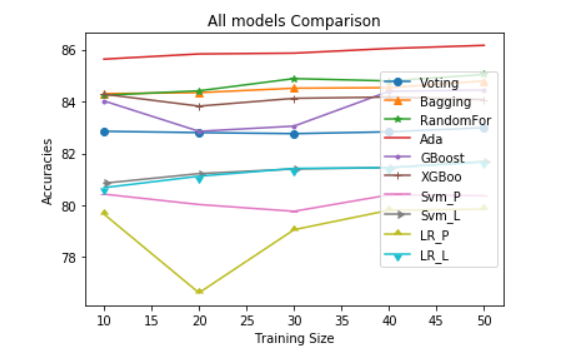 All models Comparison
86
84
82
80
78
Accuracies
Voting
Bagging
RandomFor
Ada
GBoost
XGBoo
Svm_P
Svm_L
LR_P
LR_L
10 15 20 25 30 35 40 45 50
Training Size